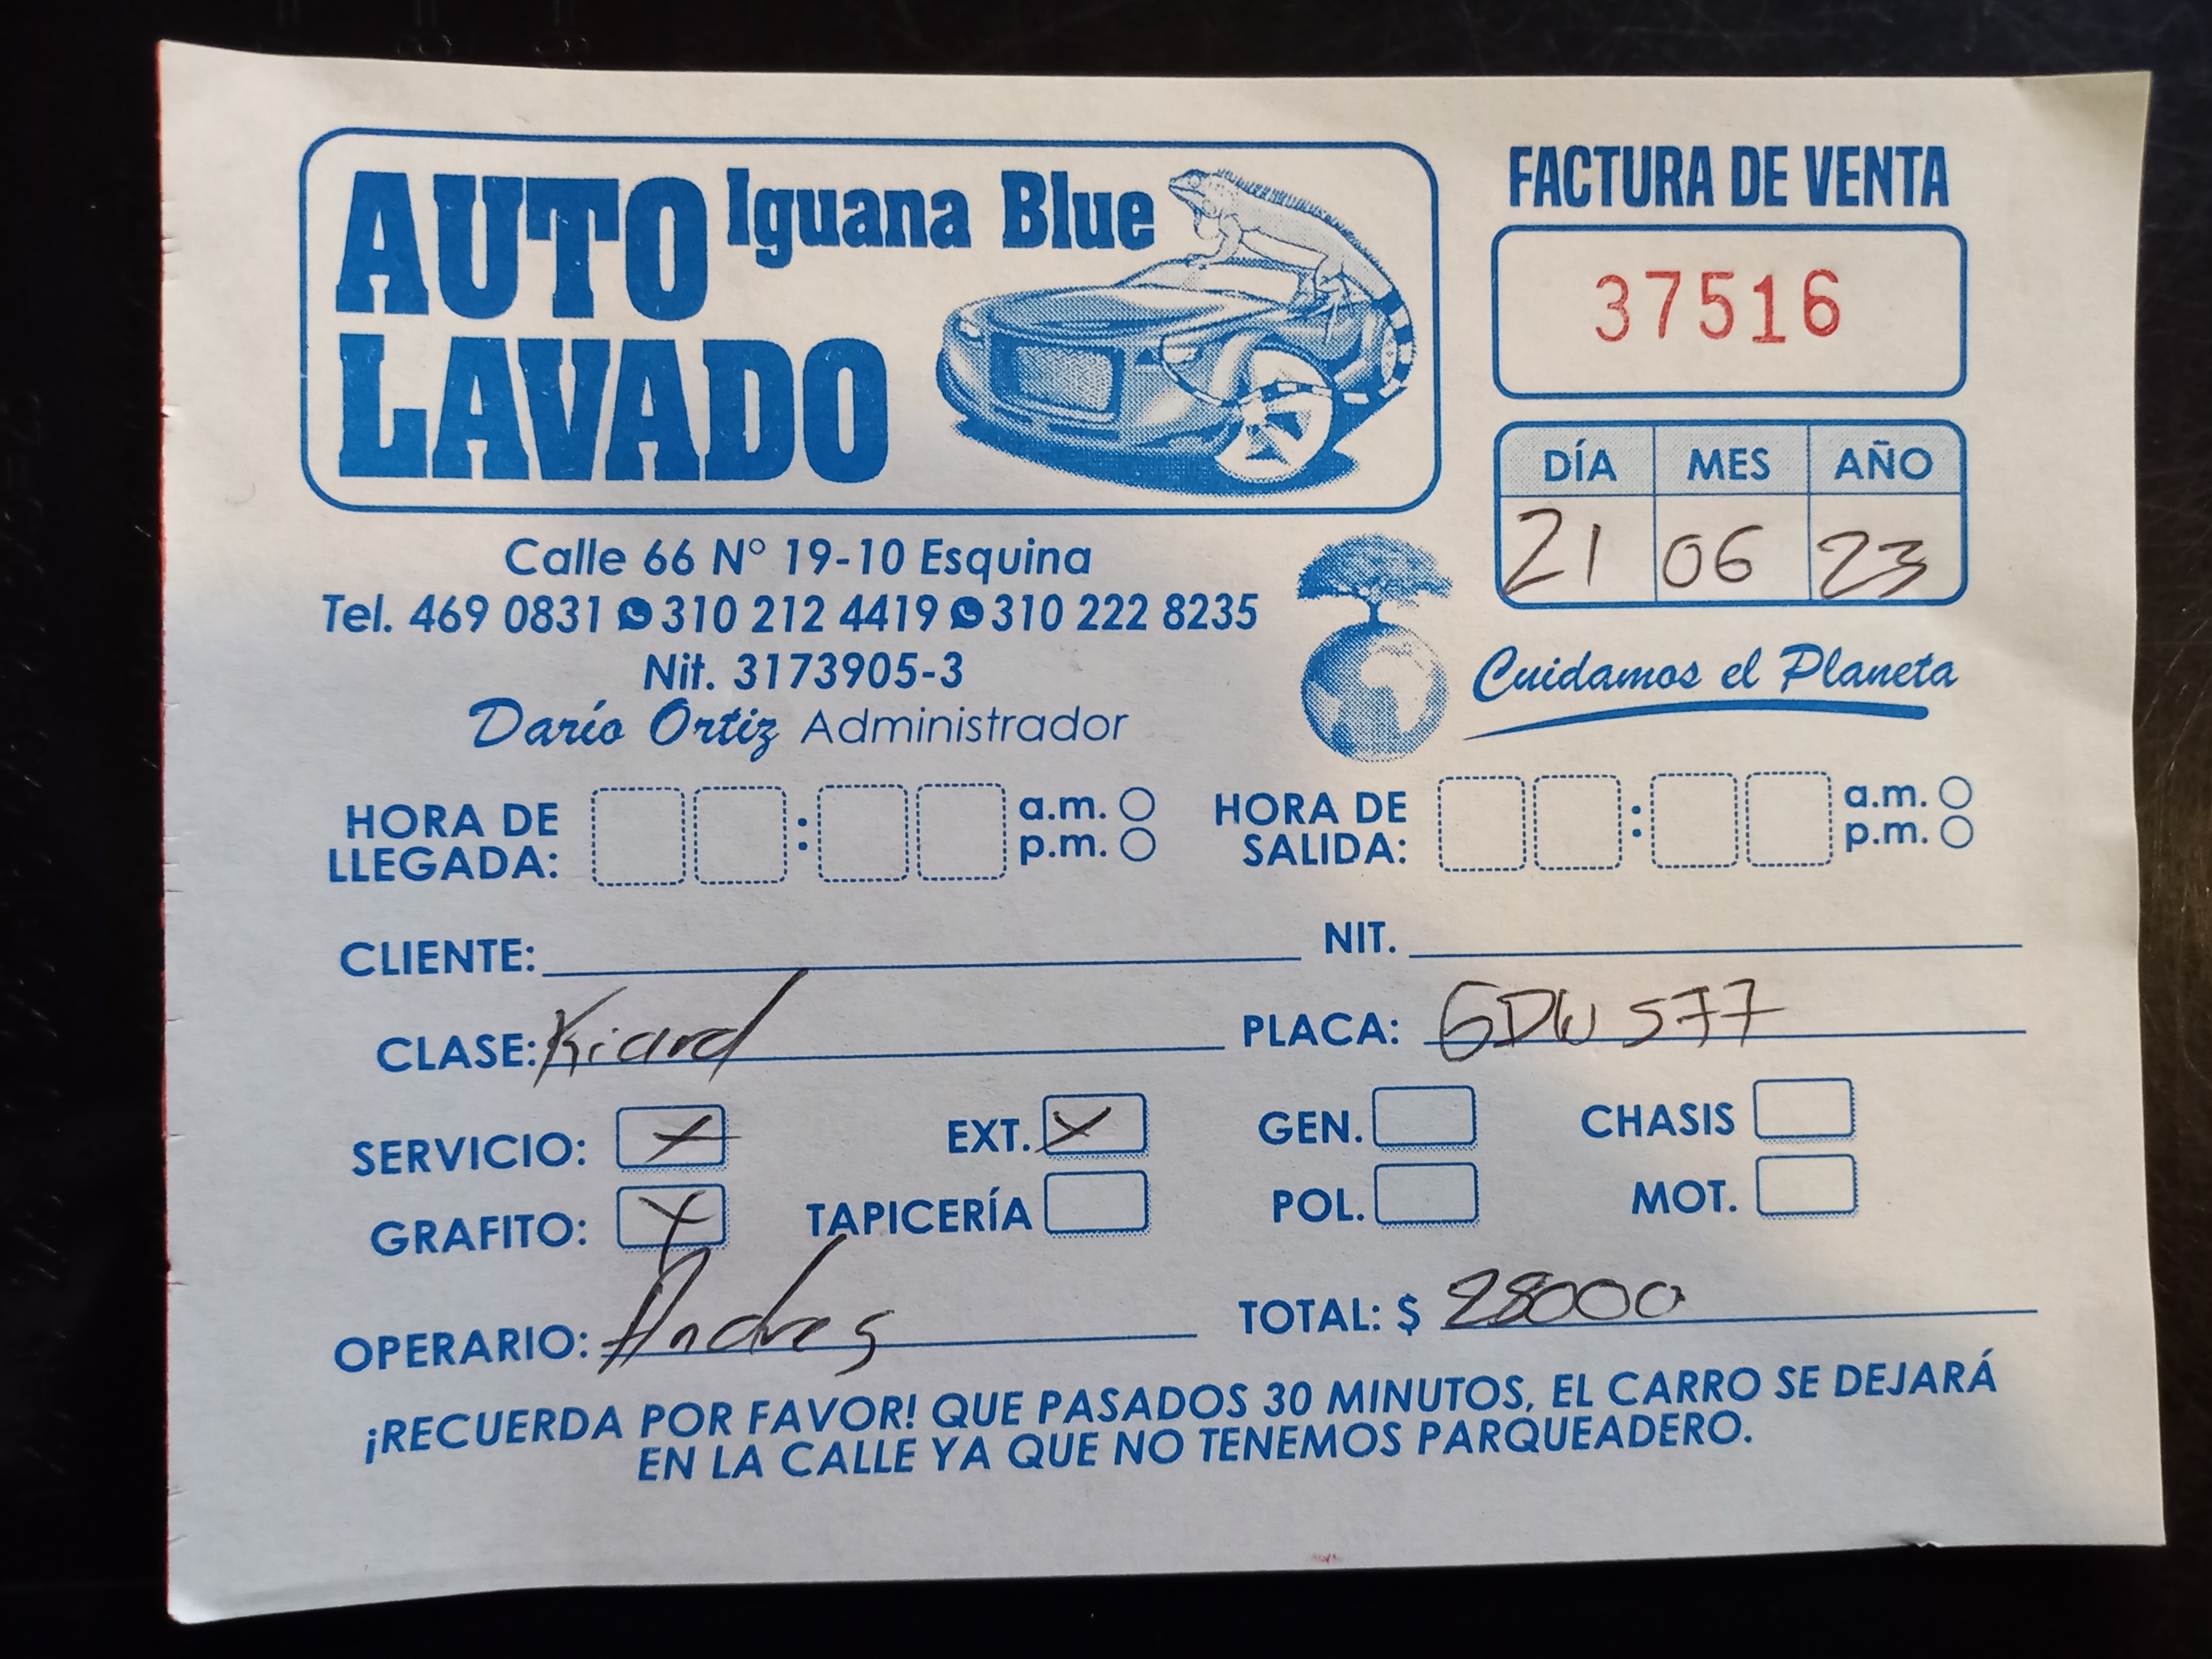 AUTO Iguana Blue
LAVADO
FACTURA DE VENTA
37516
DÍA MES AÑO
21 06 23
Calle 66 N° 19-10 Esquina
Tel. 469 0831 310 212 4419 310 222 8235
Nit. 3173905-3
Darío Ortiz Administrador
Cuidamos el Planeta
HORA DE LLEGADA: : a.m. p.m.
HORA DE SALIDA: : a.m. p.m.
CLIENTE: NIT.
CLASE: PLACA: GDW 577
SERVICIO: X EXT. X GEN. CHASIS
GRAFITO: X TAPICERÍA POL. MOT.
OPERARIO: Andres TOTAL: $ 28000
¡RECUERDA POR FAVOR! QUE PASADOS 30 MINUTOS, EL CARRO SE DEJARÁ
EN LA CALLE YA QUE NO TENEMOS PARQUEADERO.